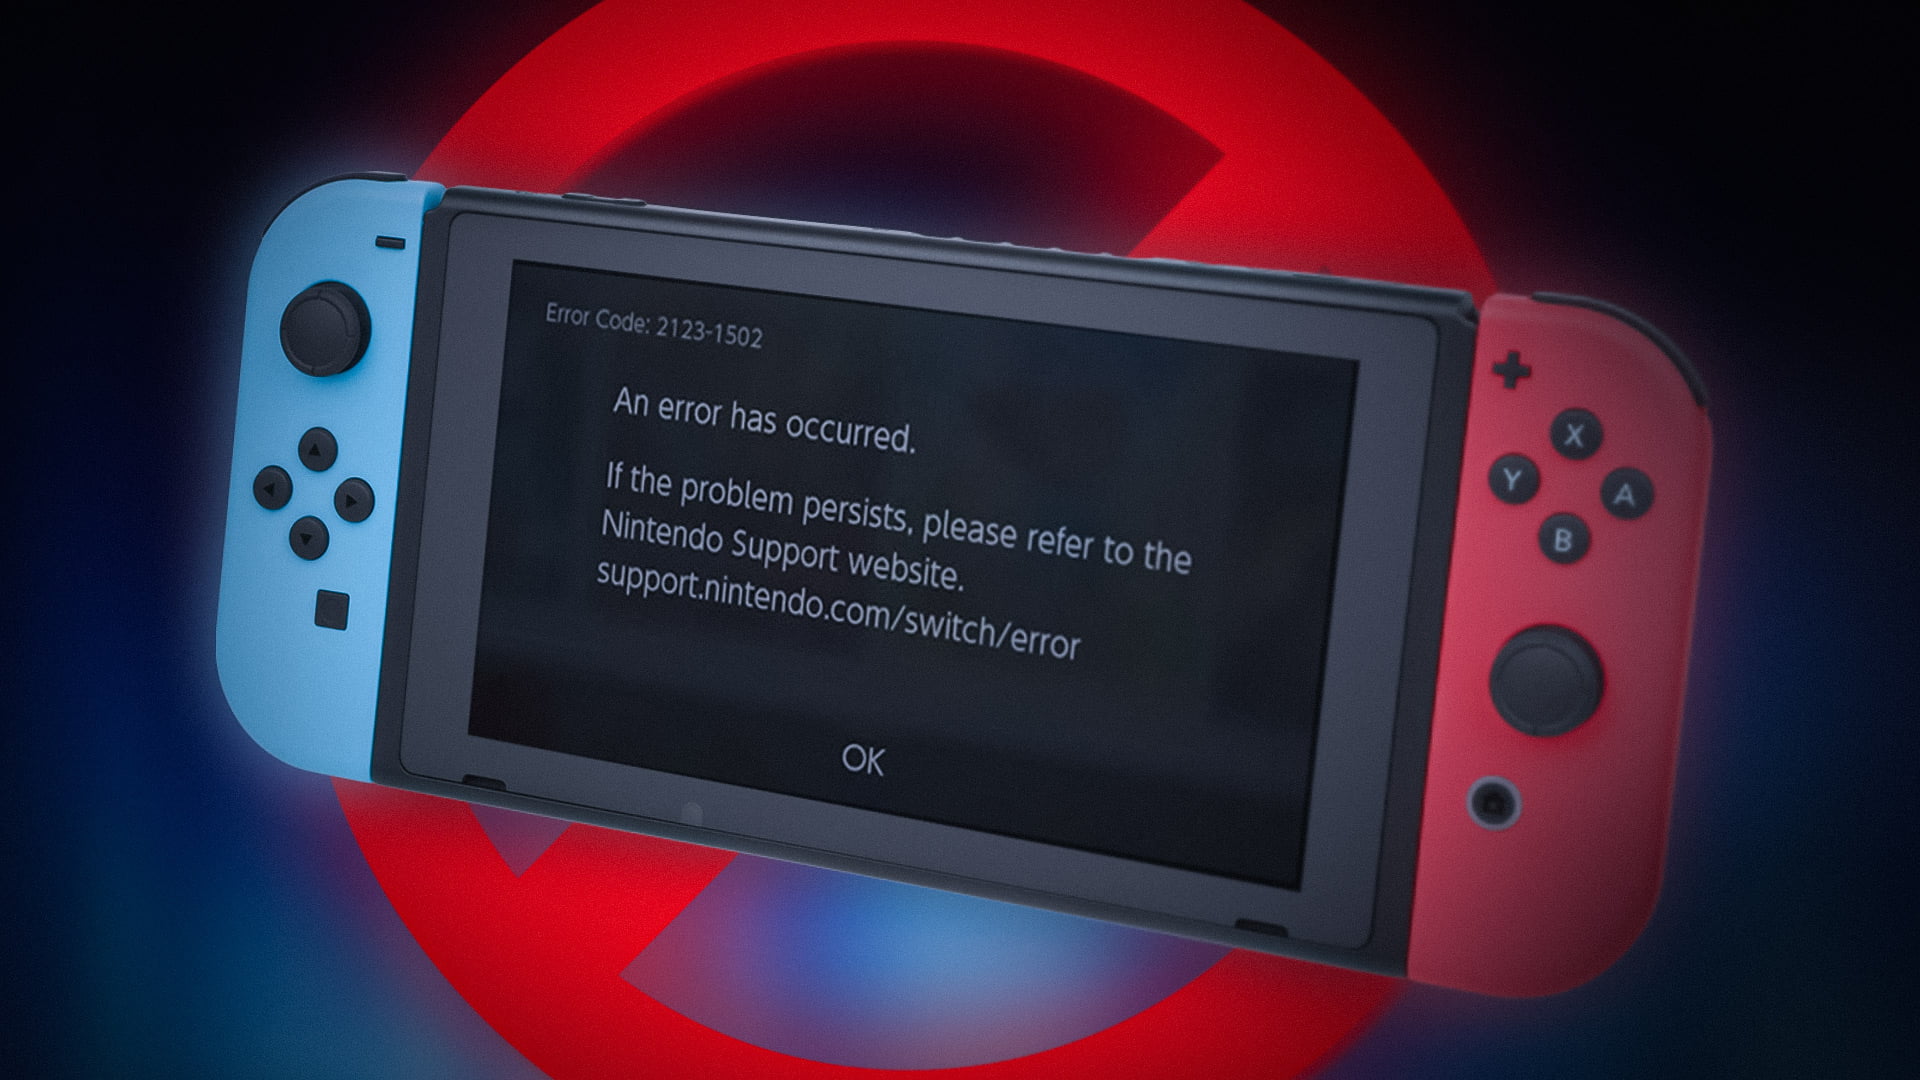 Error Code: 2123-1502
An error has occurred.
If the problem persists, please refer to the
Nintendo Support website.
support.nintendo.com/switch/error
OK
X
Y
A
B